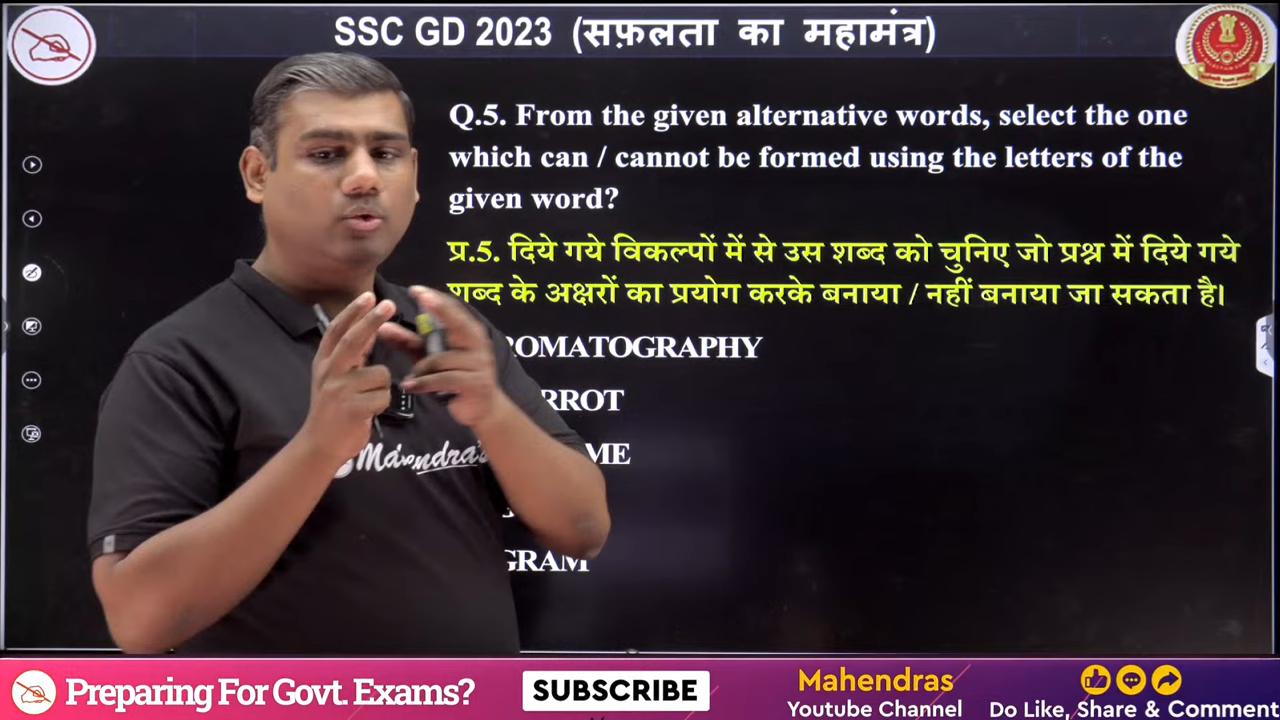 SSC GD 2023 (सफ़लता का महामंत्र)
Q.5. From the given alternative words, select the one
which can / cannot be formed using the letters of the
given word?
प्र.5. दिये गये विकल्पों में से उस शब्द को चुनिए जो प्रश्न में दिये गये
शब्द के अक्षरों का प्रयोग करके बनाया / नहीं बनाया जा सकता है।
ROMATOGRAPHY
RROT
ME
GRAM
Mahendra's
Preparing For Govt. Exams?
SUBSCRIBE
Mahendras
Youtube Channel
Do Like, Share & Comment